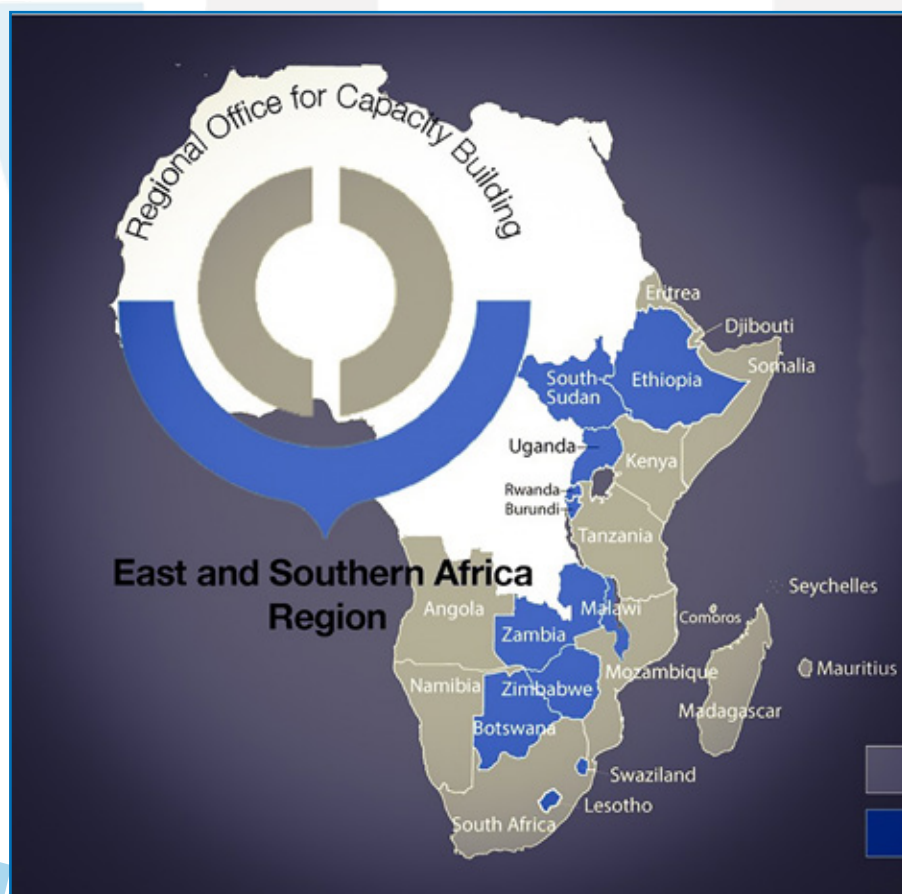 Regional Office for Capacity Building
Eritrea
Djibouti
Somalia
South-
Sudan
Ethiopia
Uganda
Kenya
Rwanda
Burundi
Tanzania
East and Southern Africa
Region
Angola
Malawi
Seychelles
Comoros
Zambia
Mozambique
Mauritius
Namibia
Zimbabwe
Madagascar
Botswana
Swaziland
Lesotho
South Africa